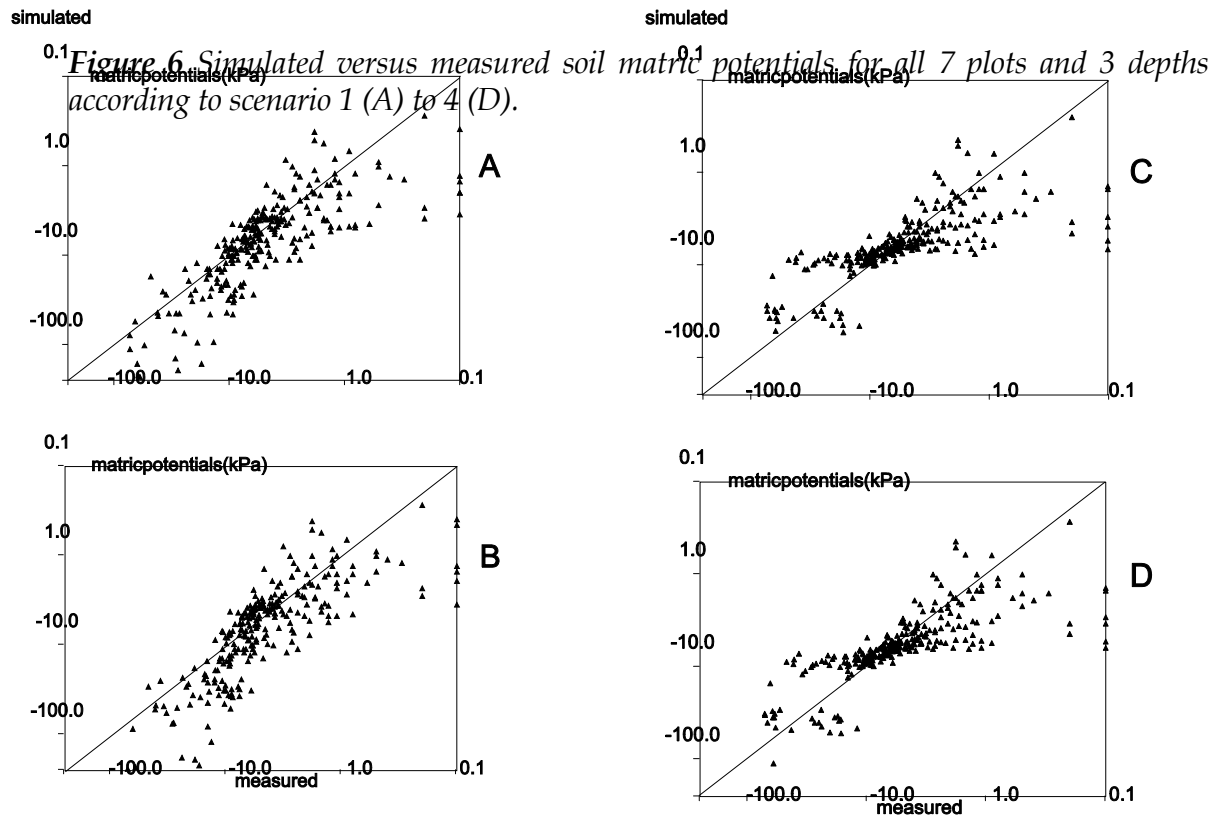 simulated
simulated
0.1
0.1
Figure 6 Simulated versus measured soil matric potentials for all 7 plots and 3 depths
matricpotentials(kPa)
matricpotentials(kPa)
according to scenario 1 (A) to 4 (D).
1.0
A
-10.0
-100.0
-100.0
-10.0
1.0
0.1
1.0
C
-10.0
-100.0
-100.0
-10.0
1.0
0.1
0.1
matricpotentials(kPa)
1.0
B
-10.0
-100.0
-100.0
-10.0
1.0
0.1
measured
0.1
matricpotentials(kPa)
1.0
D
-10.0
-100.0
-100.0
-10.0
1.0
0.1
measured